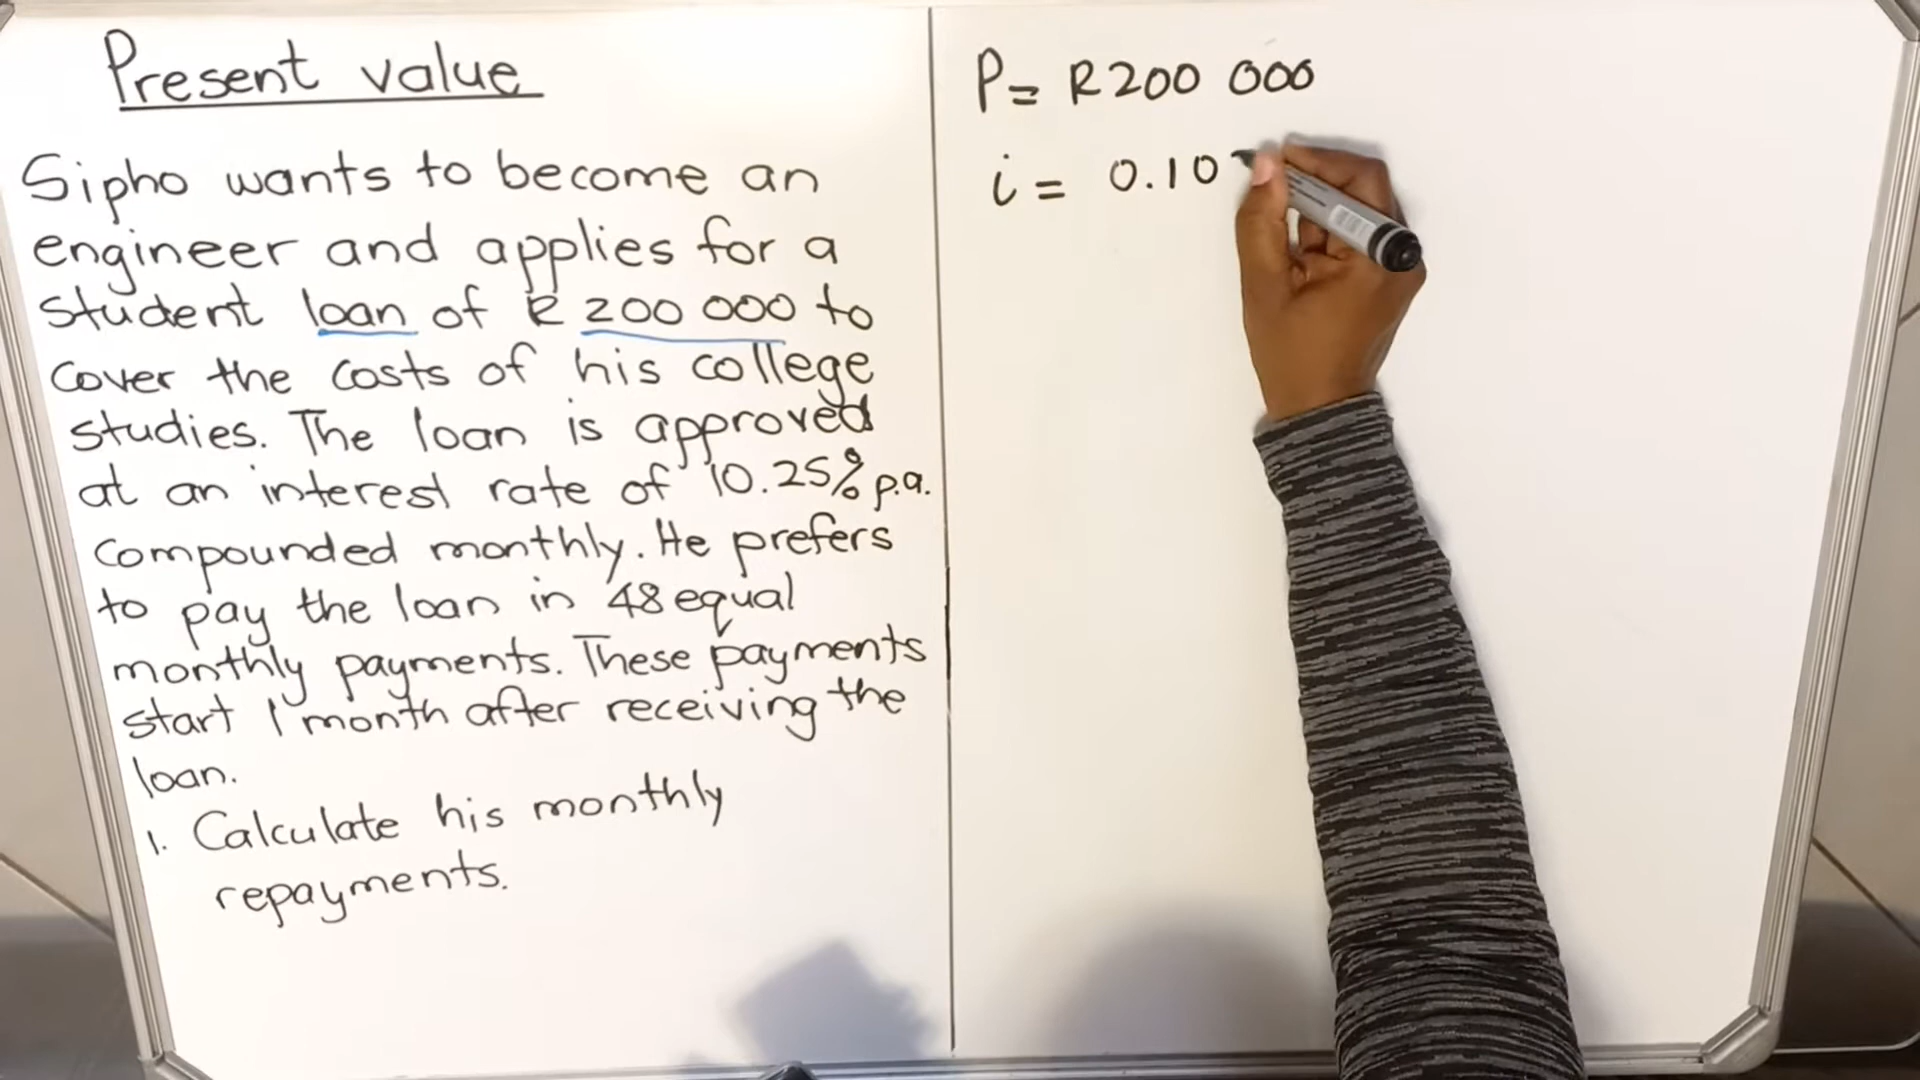 Present value
Sipho wants to become an
engineer and applies for a
student loan of R 200 000 to
cover the costs of his college
studies. The loan is approved
at an interest rate of 10.25% p.a.
compounded monthly. He prefers
to pay the loan in 48 equal
monthly payments. These payments
start 1 month after receiving the
loan.
1. Calculate his monthly
repayments.
P = R200 000
i = 0.10